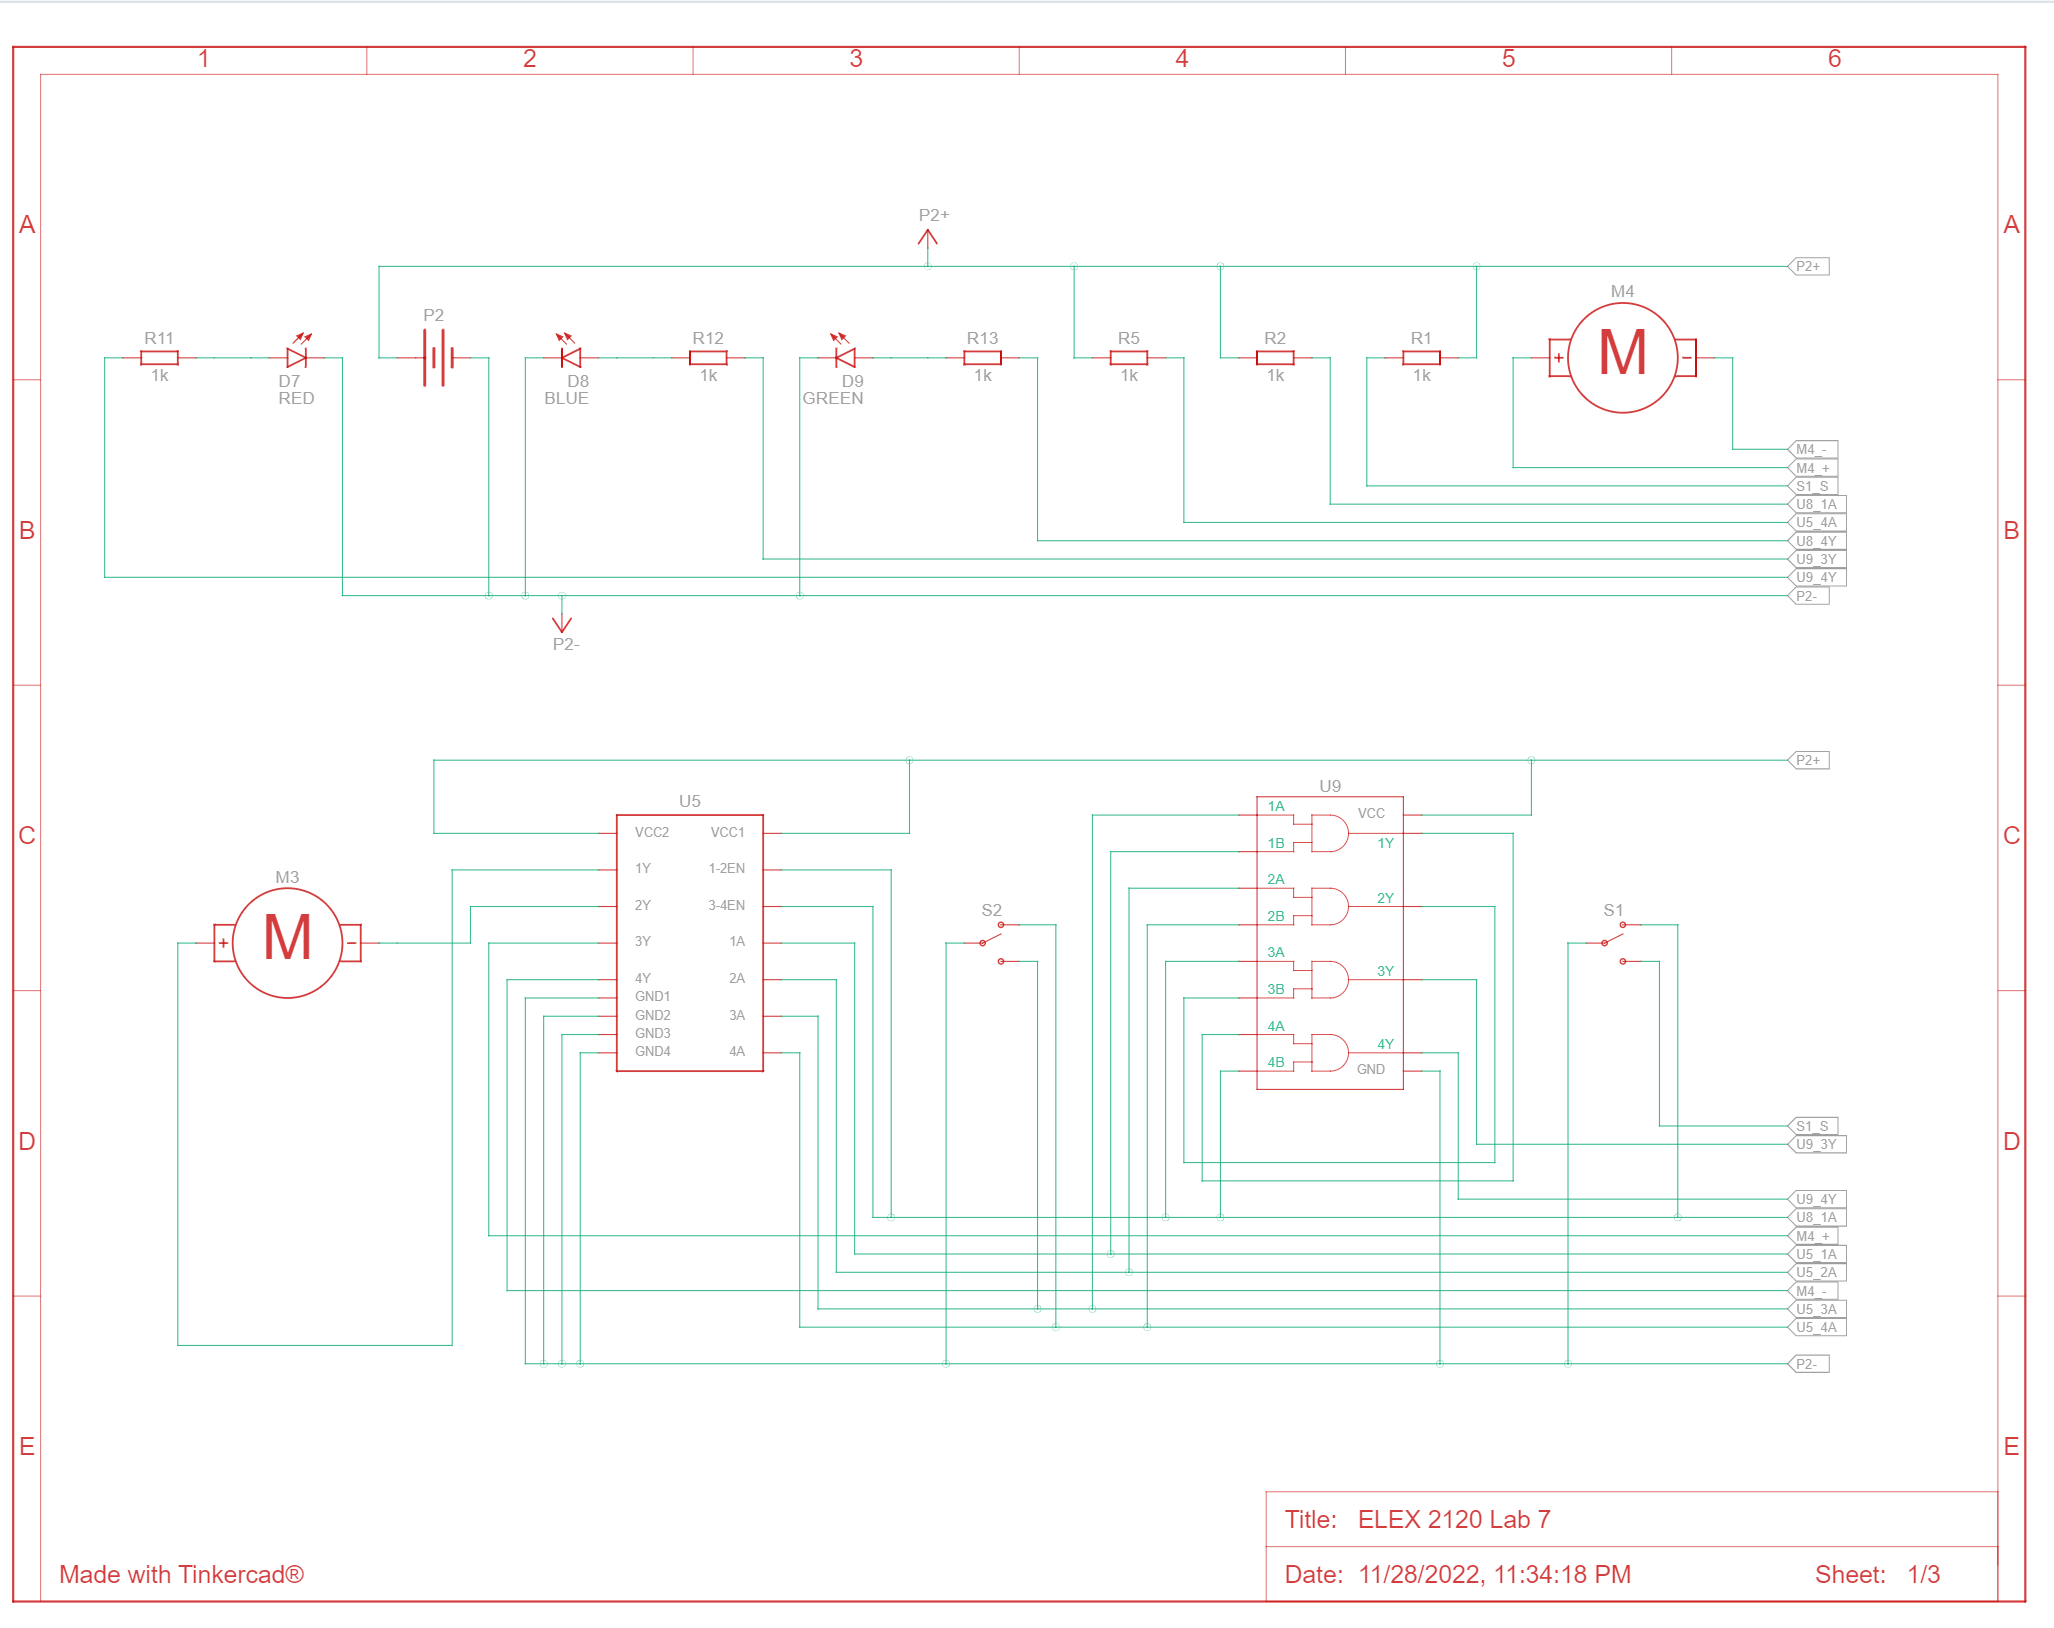 1 2 3 4 5 6
A A
P2+
P2+
M4
P2
R11 R12 R13 R5 R2 R1
M
+ -
1k 1k 1k 1k 1k 1k
D7 D8 D9
RED BLUE GREEN
M4_-
M4_+
S1_S
U8_1A
B B
U5_4A
U8_4Y
U9_3Y
U9_4Y
P2-
P2-
P2+
U9
U5
1A VCC
VCC2 VCC1
C C
1B 1Y
1Y 1-2EN
M3
2A
2Y 3-4EN
2Y
2B
S2 S1
M
+ -
3Y 1A
3A
3Y
4Y 2A
3B
GND1
GND2 3A
4A
GND3
4Y
GND4 4A
4B GND
S1_S
D D
U9_3Y
U9_4Y
U8_1A
M4_+
U5_1A
U5_2A
M4_-
U5_3A
U5_4A
P2-
E E
Title: ELEX 2120 Lab 7
Made with Tinkercad®
Date: 11/28/2022, 11:34:18 PM Sheet: 1/3